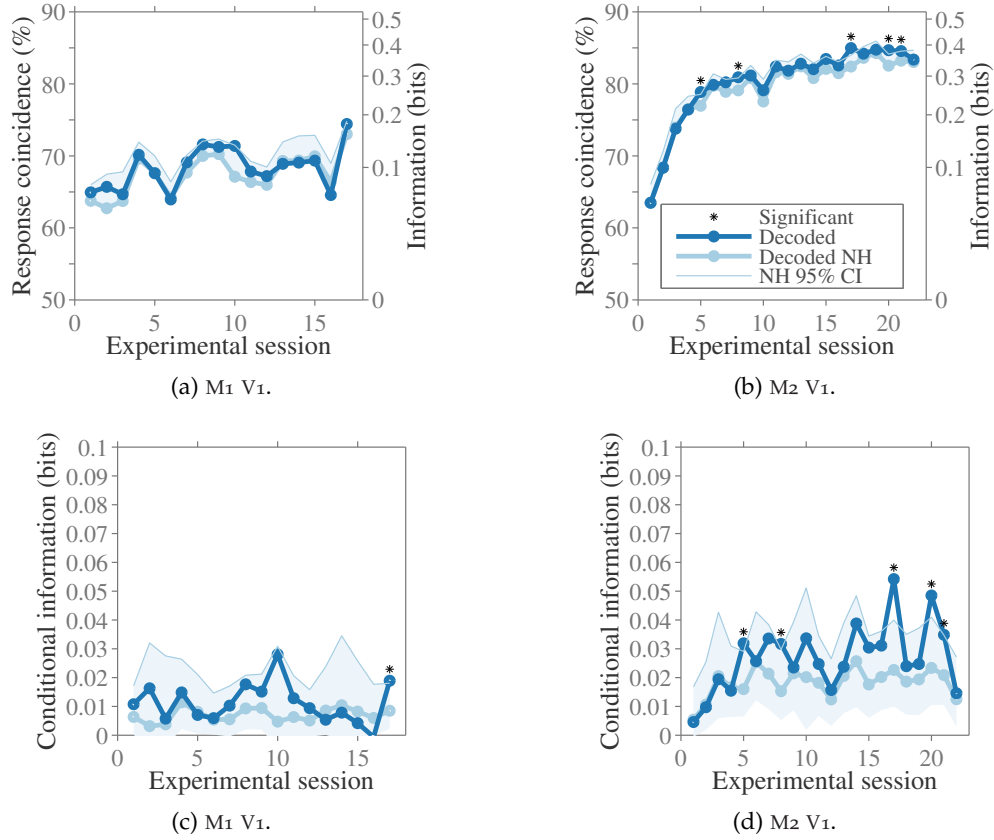 90
80
70
60
50
Response coincidence (%)
0.5
0.4
0.3
0.2
0.1
0
Information (bits)
0 5 10 15
Experimental session
(a) M1 V1.
90
80
70
60
50
Response coincidence (%)
0.5
0.4
0.3
0.2
0.1
0
Information (bits)
* * * * *
* Significant
Decoded
Decoded NH
NH 95% CI
0 5 10 15 20
Experimental session
(b) M2 V1.
0.1
0.09
0.08
0.07
0.06
0.05
0.04
0.03
0.02
0.01
0
Conditional information (bits)
*
0 5 10 15
Experimental session
(c) M1 V1.
0.1
0.09
0.08
0.07
0.06
0.05
0.04
0.03
0.02
0.01
0
Conditional information (bits)
* * * * *
0 5 10 15 20
Experimental session
(d) M2 V1.